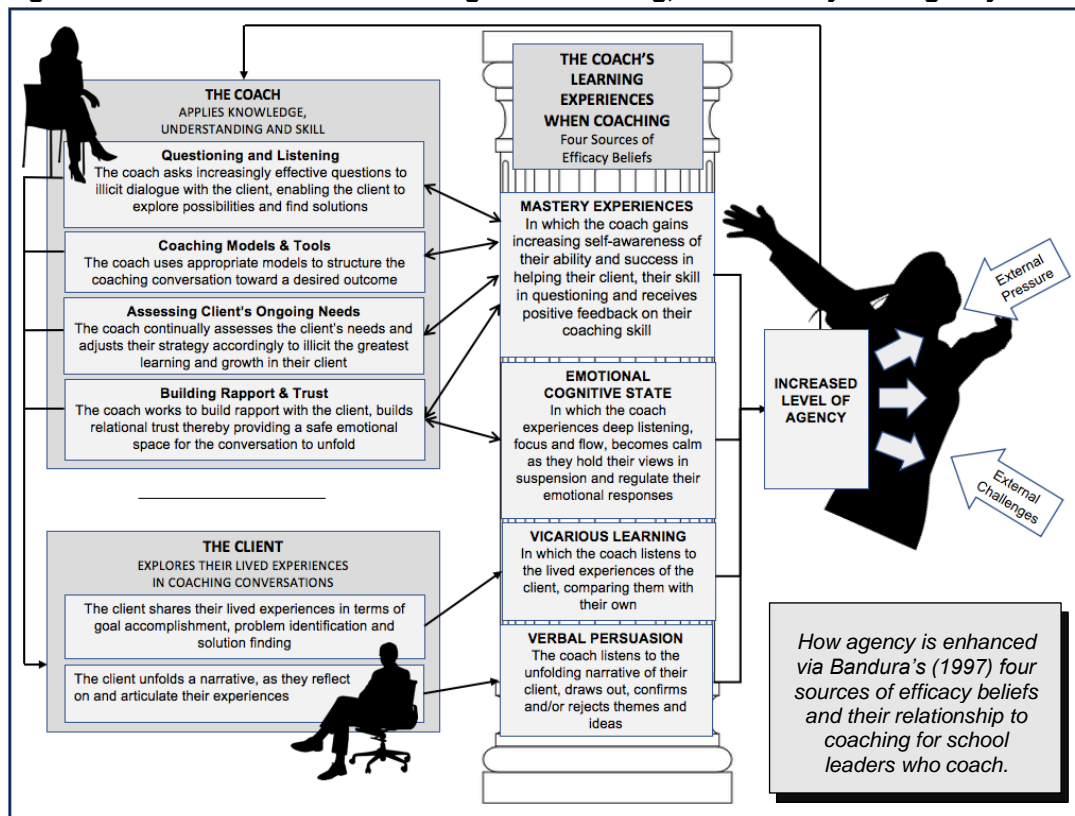 THE COACH
APPLIES KNOWLEDGE,
UNDERSTANDING AND SKILL
Questioning and Listening
The coach asks increasingly effective questions to
illicit dialogue with the client, enabling the client to
explore possibilities and find solutions
Coaching Models & Tools
The coach uses appropriate models to structure the
coaching conversation toward a desired outcome
Assessing Client's Ongoing Needs
The coach continually assesses the client's needs and
adjusts their strategy accordingly to illicit the greatest
learning and growth in their client
Building Rapport & Trust
The coach works to build rapport with the client, builds
relational trust thereby providing a safe emotional
space for the conversation to unfold
THE CLIENT
EXPLORES THEIR LIVED EXPERIENCES
IN COACHING CONVERSATIONS
The client shares their lived experiences in terms of
goal accomplishment, problem identification and
solution finding
The client unfolds a narrative, as they reflect
on and articulate their experiences
THE COACH'S
LEARNING
EXPERIENCES
WHEN COACHING
Four Sources of
Efficacy Beliefs
MASTERY EXPERIENCES
In which the coach gains
increasing self-awareness of
their ability and success in
helping their client, their skill
in questioning and receives
positive feedback on their
coaching skill
EMOTIONAL
COGNITIVE STATE
In which the coach
experiences deep listening,
focus and flow, becomes calm
as they hold their views in
suspension and regulate their
emotional responses
VICARIOUS LEARNING
In which the coach listens to
the lived experiences of the
client, comparing them with
their own
VERBAL PERSUASION
The coach listens to the
unfolding narrative of their
client, draws out, confirms
and/or rejects themes and
ideas
INCREASED
LEVEL OF
AGENCY
External
Pressure
External
Challenges
How agency is enhanced
via Bandura's (1997) four
sources of efficacy beliefs
and their relationship to
coaching for school
leaders who coach.